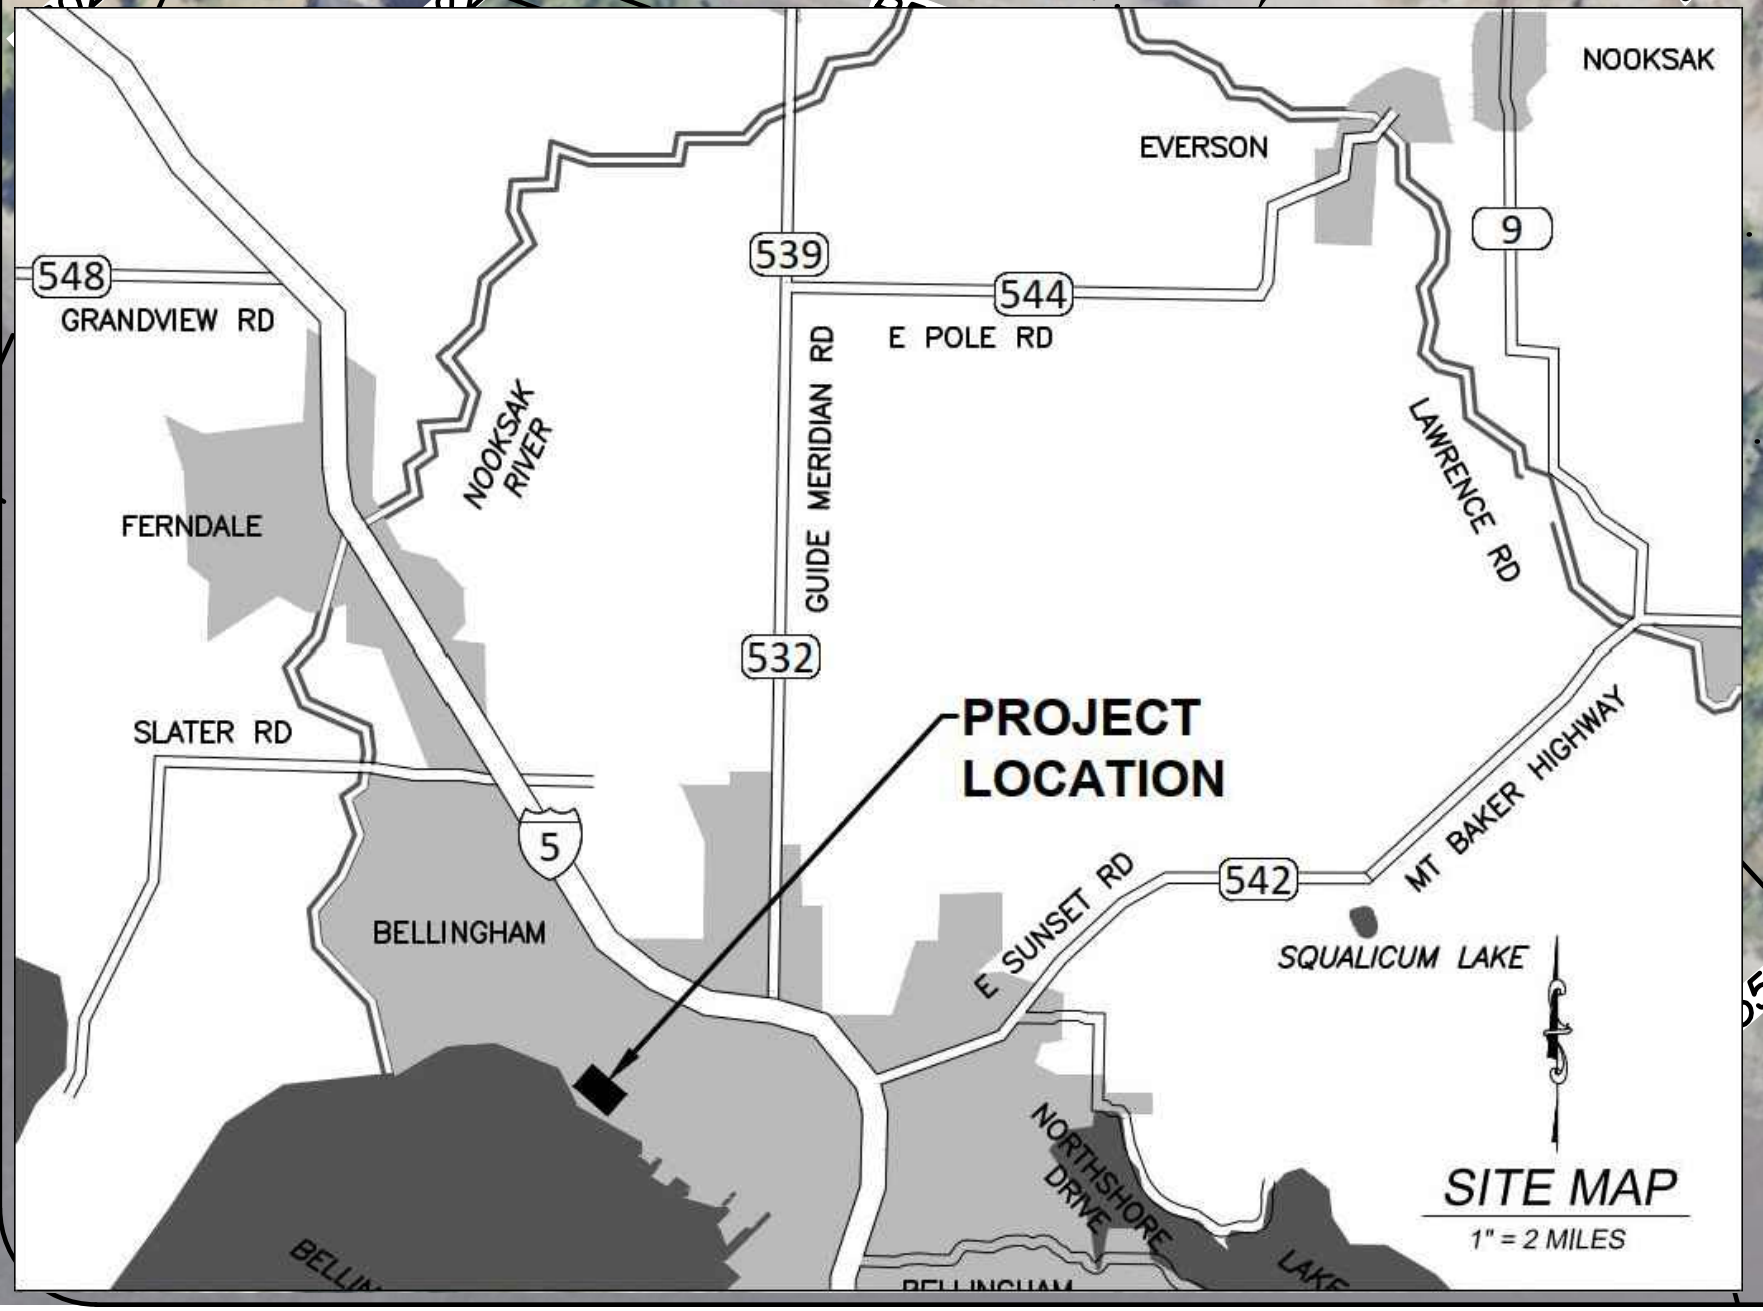 NOOKSAK
EVERSON
9
539
548
544
GRANDVIEW RD
E POLE RD
GUIDE MERIDIAN RD
NOOKSAK
RIVER
LAWRENCE RD
FERNDALE
532
SLATER RD
PROJECT
LOCATION
5
MT BAKER HIGHWAY
542
E SUNSET RD
BELLINGHAM
SQUALICUM LAKE
NORTHSHORE
DRIVE
SITE MAP
1" = 2 MILES
LAKE
BELLINGHAM